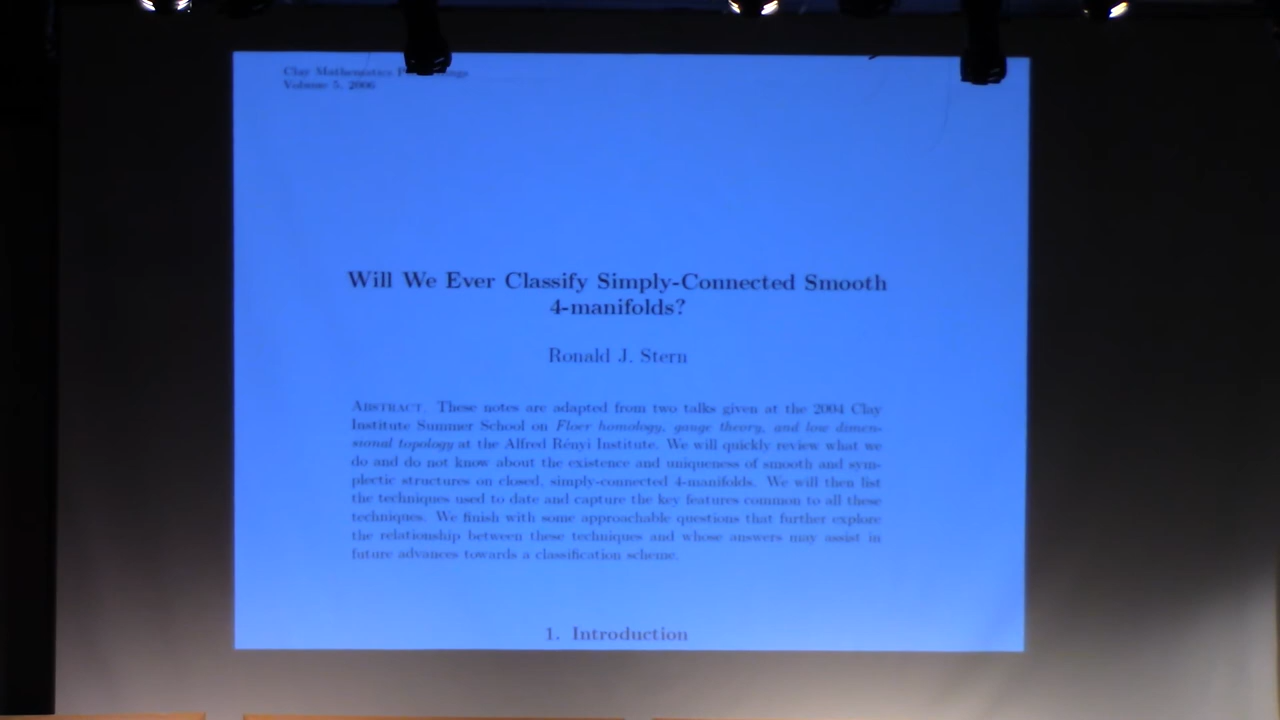 Clay Mathematics
Volume 5, 2006
Will We Ever Classify Simply-Connected Smooth
4-manifolds?
Ronald J. Stern
ABSTRACT. These notes are adapted from two talks given at the 2004 Clay
Institute Summer School on Floer homology, gauge theory, and low dimen-
sional topology at the Alfred Rényi Institute. We will quickly review what we
do and do not know about the existence and uniqueness of smooth and sym-
plectic structures on closed, simply-connected 4-manifolds. We will then list
the techniques used to date and capture the key features common to all these
techniques. We finish with some approachable questions that further explore
the relationship between these techniques and whose answers may assist in
future advances towards a classification scheme.
1. Introduction